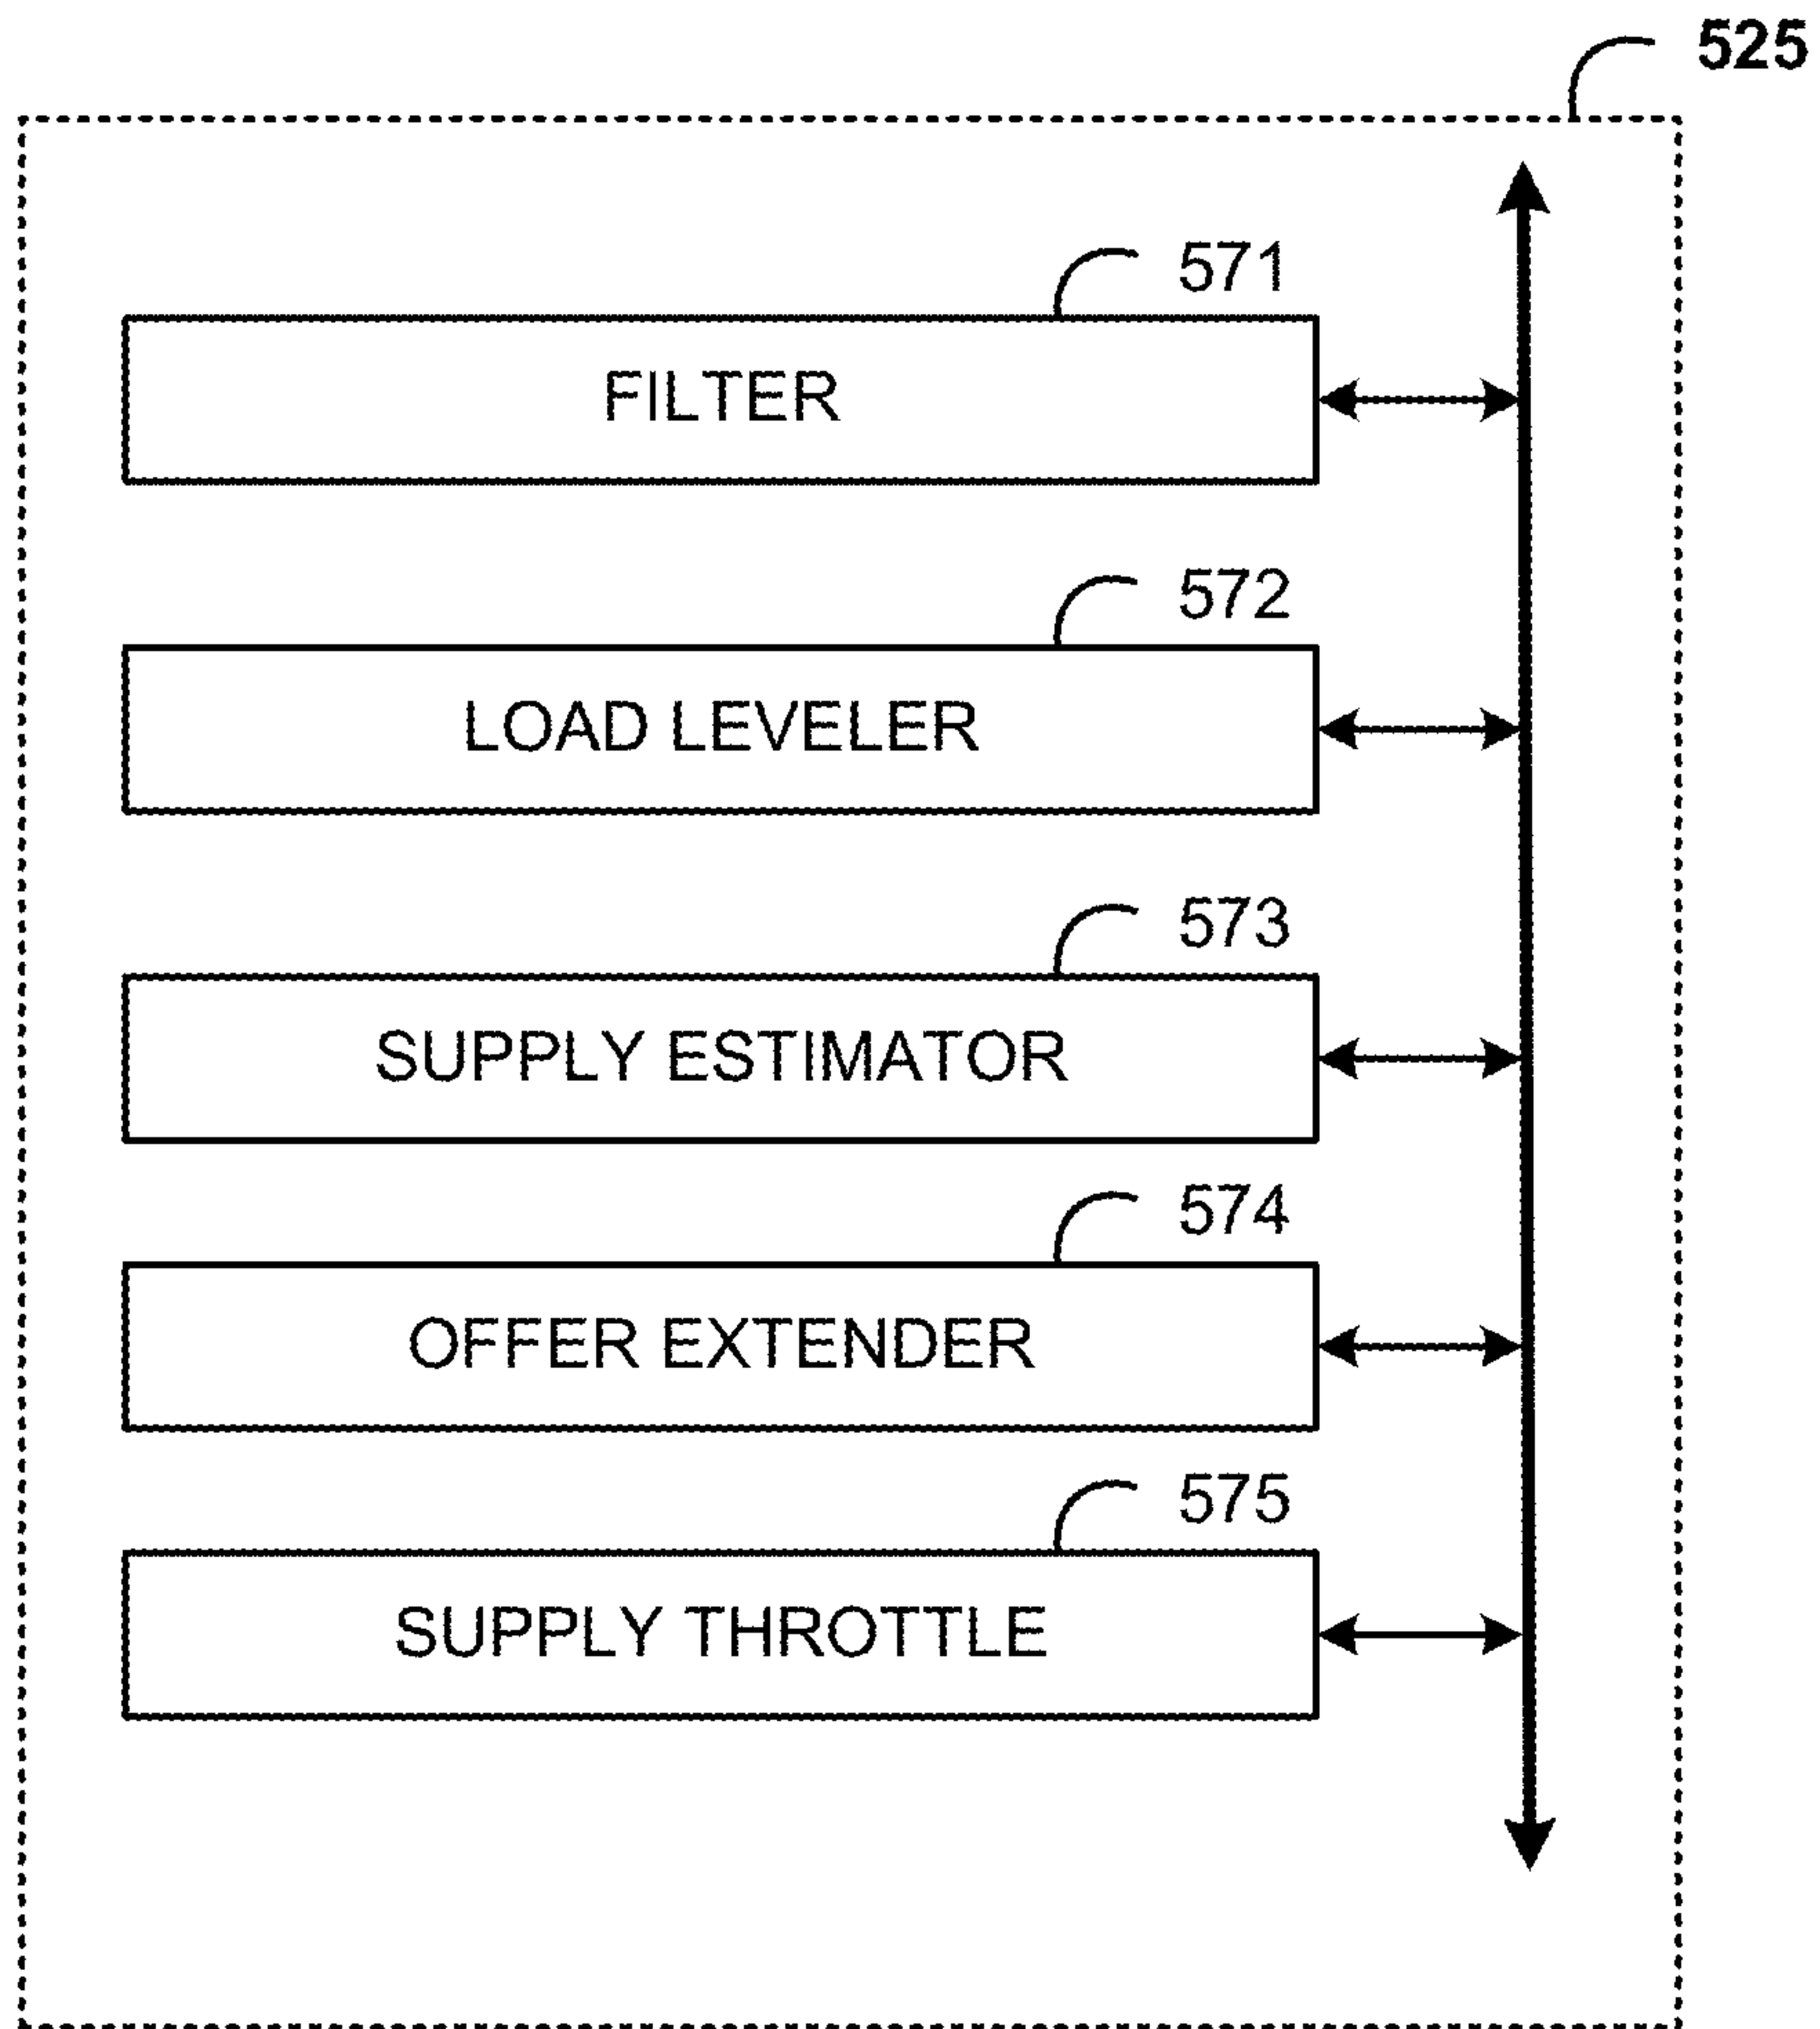 525
571
FILTER
572
LOAD LEVELER
573
SUPPLY ESTIMATOR
574
OFFER EXTENDER
575
SUPPLY THROTTLE